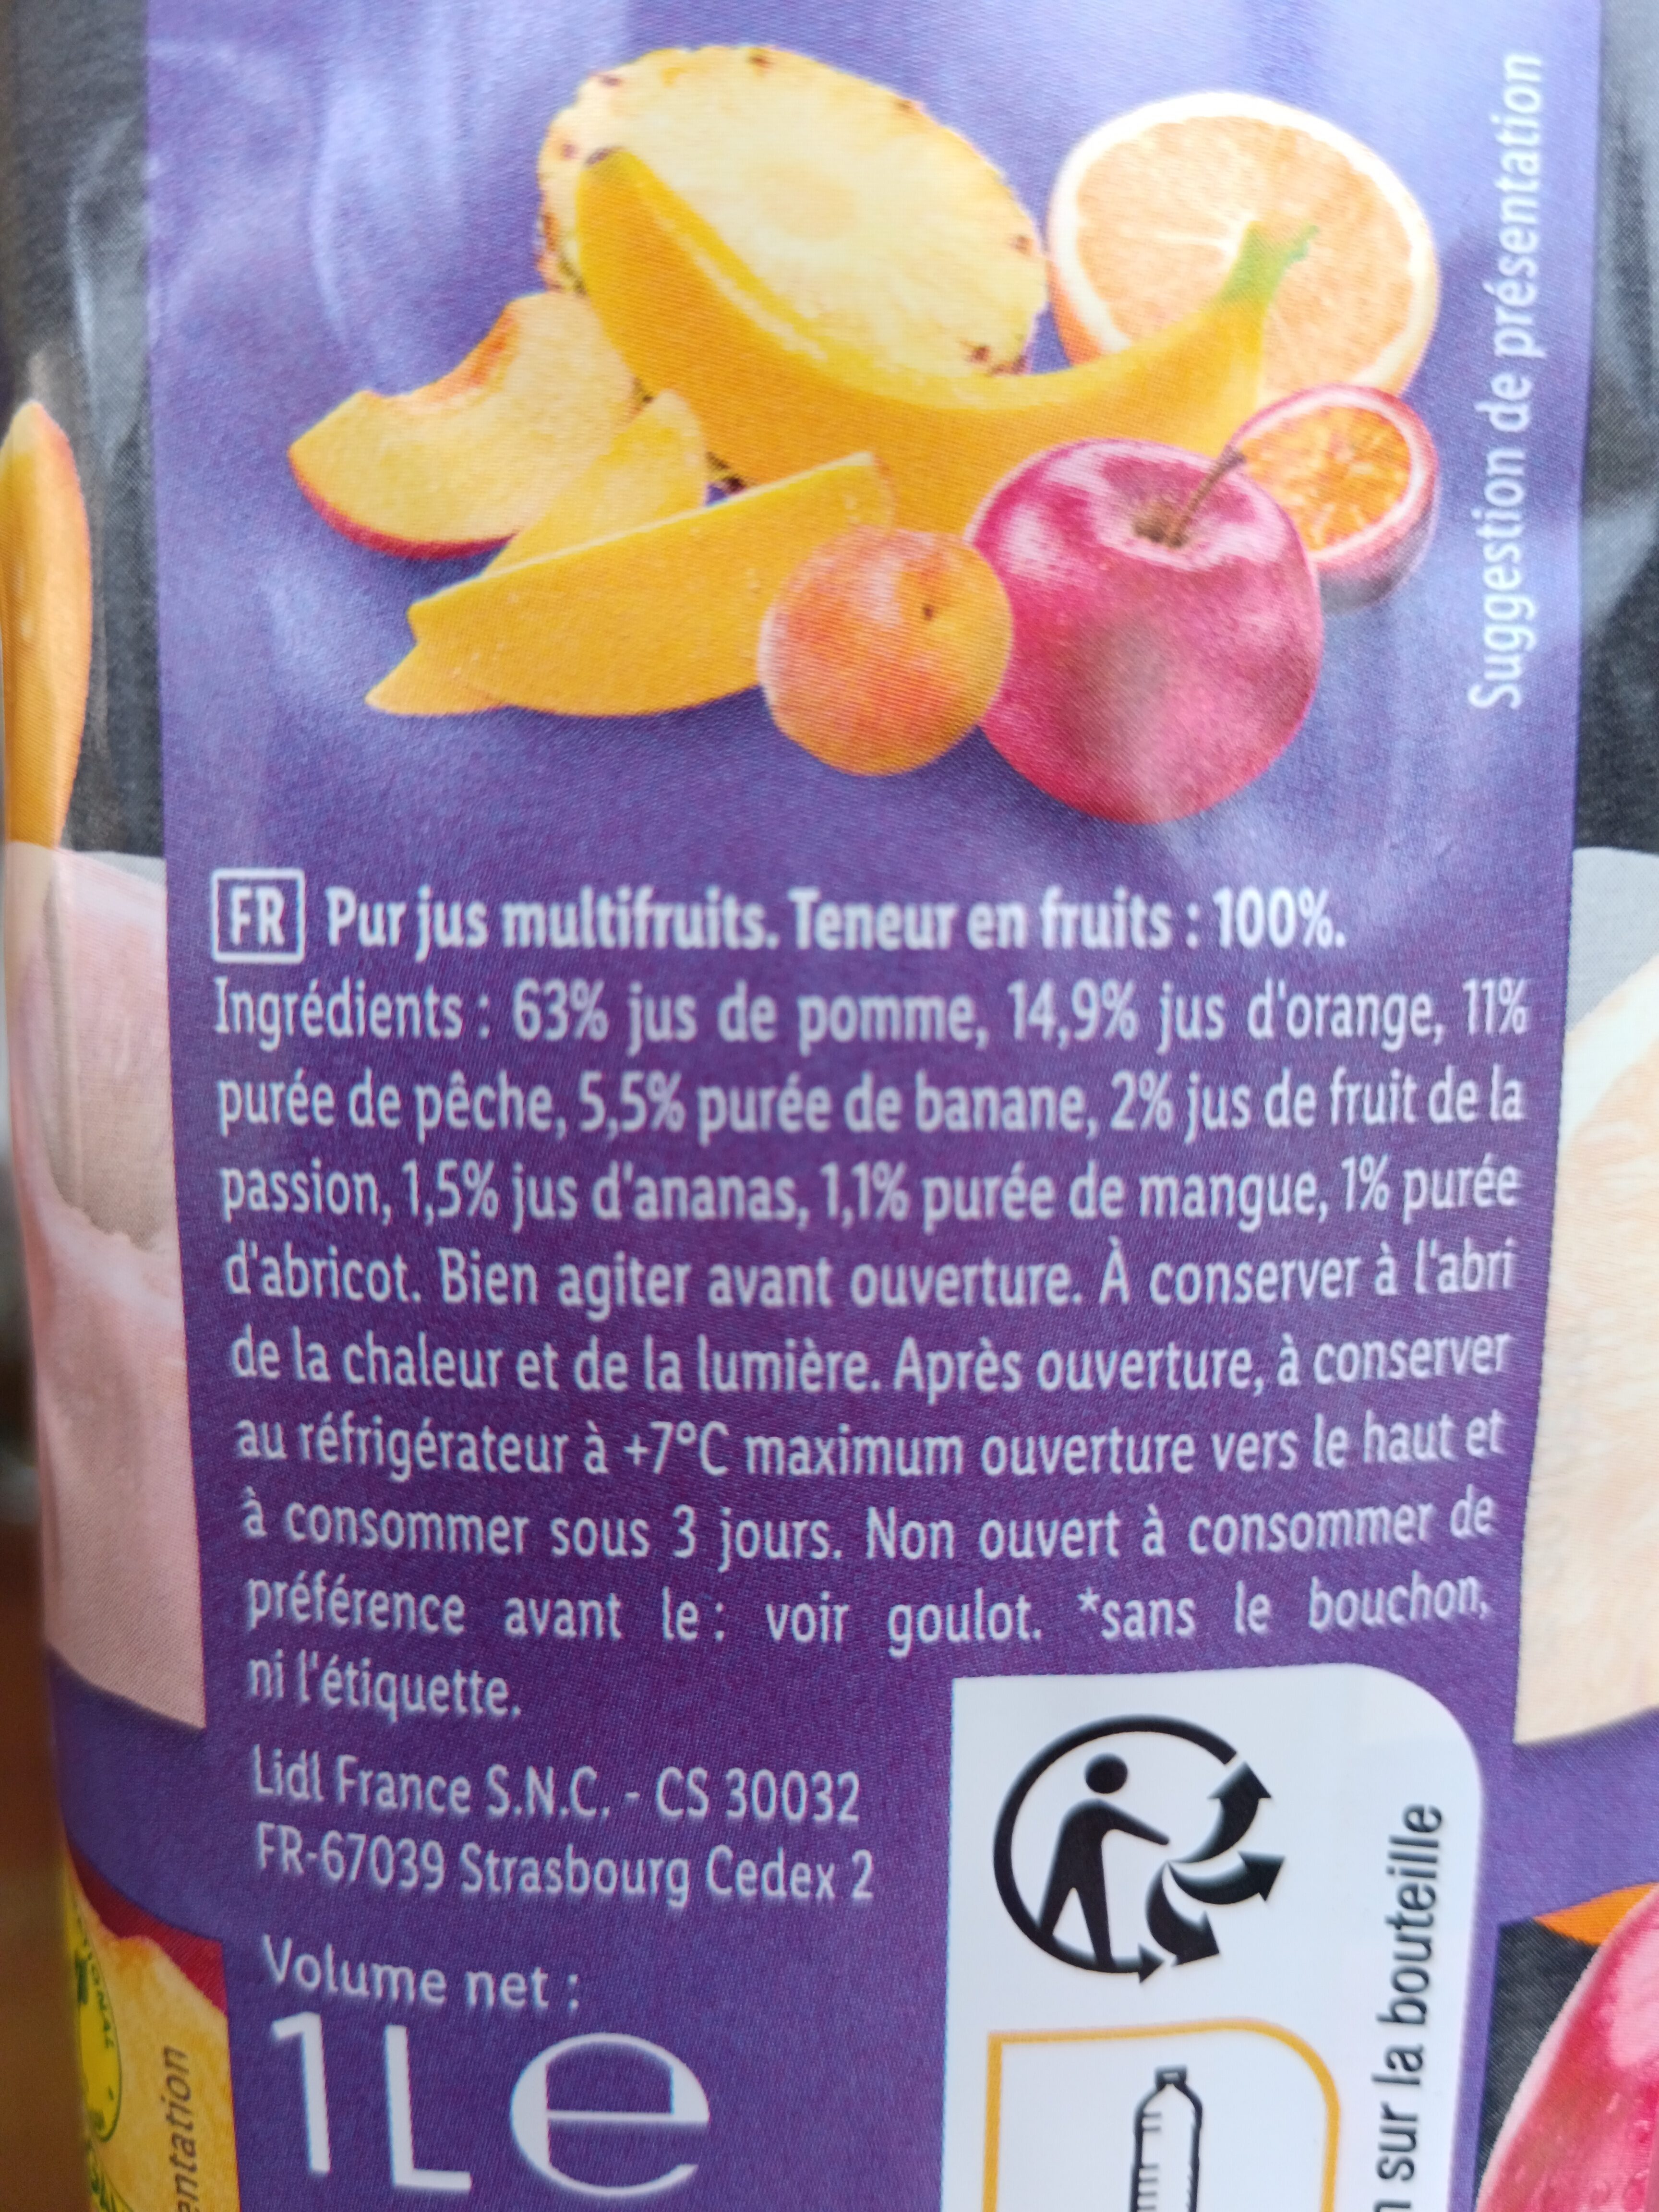 Suggestion de présentation
FR Pur jus multifruits. Teneur en fruits : 100%.
Ingrédients : 63% jus de pomme, 14,9% jus d'orange, 11%
purée de pêche, 5,5% purée de banane, 2% jus de fruit de la
passion, 1,5% jus d'ananas, 1,1% purée de mangue, 1% purée
d'abricot. Bien agiter avant ouverture. À conserver à l'abri
de la chaleur et de la lumière. Après ouverture, à conserver
au réfrigérateur à +7°C maximum ouverture vers le haut et
à consommer sous 3 jours. Non ouvert à consommer de
préférence avant le : voir goulot. *sans le bouchon,
ni l'étiquette.
Lidl France S.N.C. - CS 30032
FR-67039 Strasbourg Cedex 2
Volume net :
1L e
sur la bouteille
entation